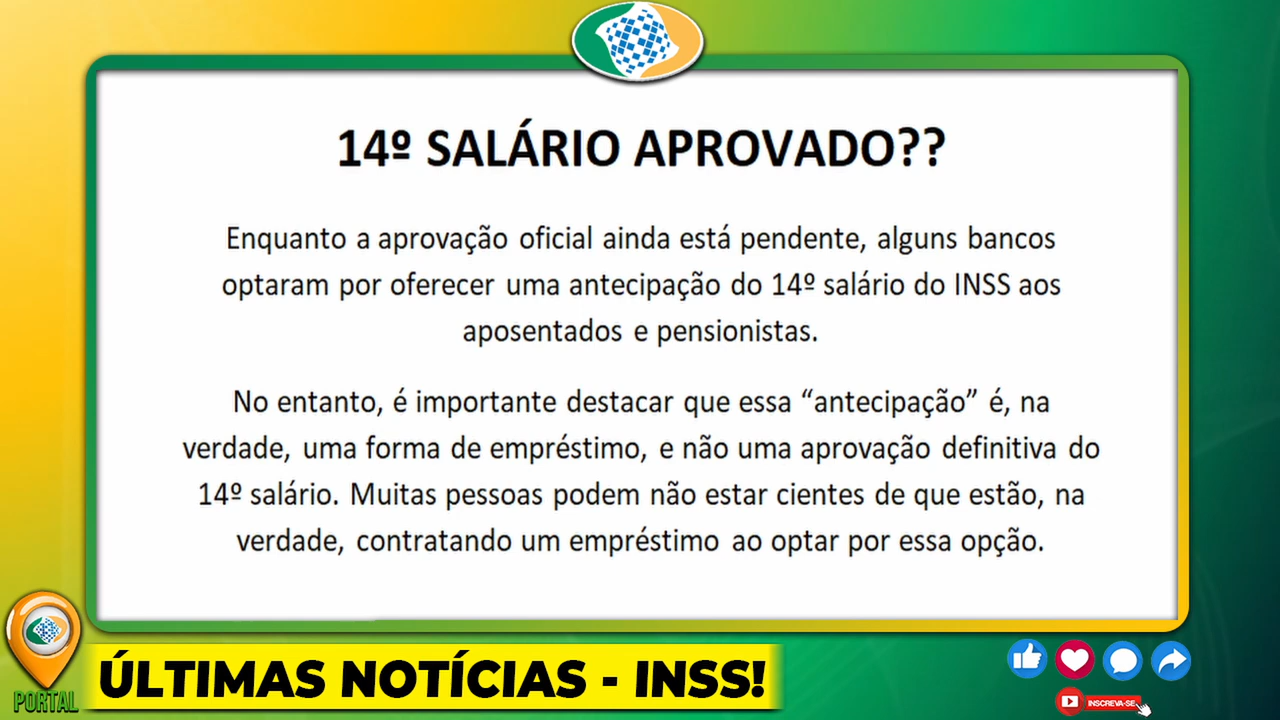 14º SALÁRIO APROVADO??
Enquanto a aprovação oficial ainda está pendente, alguns bancos
optaram por oferecer uma antecipação do 14º salário do INSS aos
aposentados e pensionistas.
No entanto, é importante destacar que essa “antecipação” é, na
verdade, uma forma de empréstimo, e não uma aprovação definitiva do
14º salário. Muitas pessoas podem não estar cientes de que estão, na
verdade, contratando um empréstimo ao optar por essa opção.
PORTAL
ÚLTIMAS NOTÍCIAS - INSS!
INSCREVA-SE